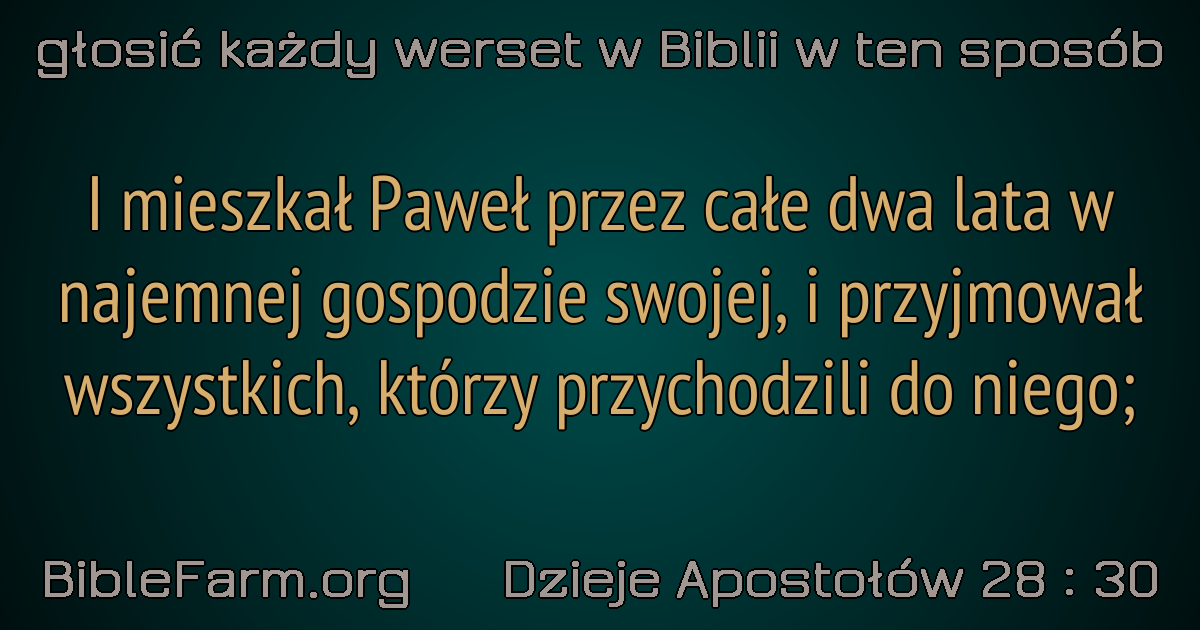 głosić każdy werset w Biblii w ten sposób
I mieszkał Paweł przez całe dwa lata w
najemnej gospodzie swojej, i przyjmował
wszystkich, którzy przychodzili do niego;
BibleFarm.org Dzieje Apostołów 28 : 30